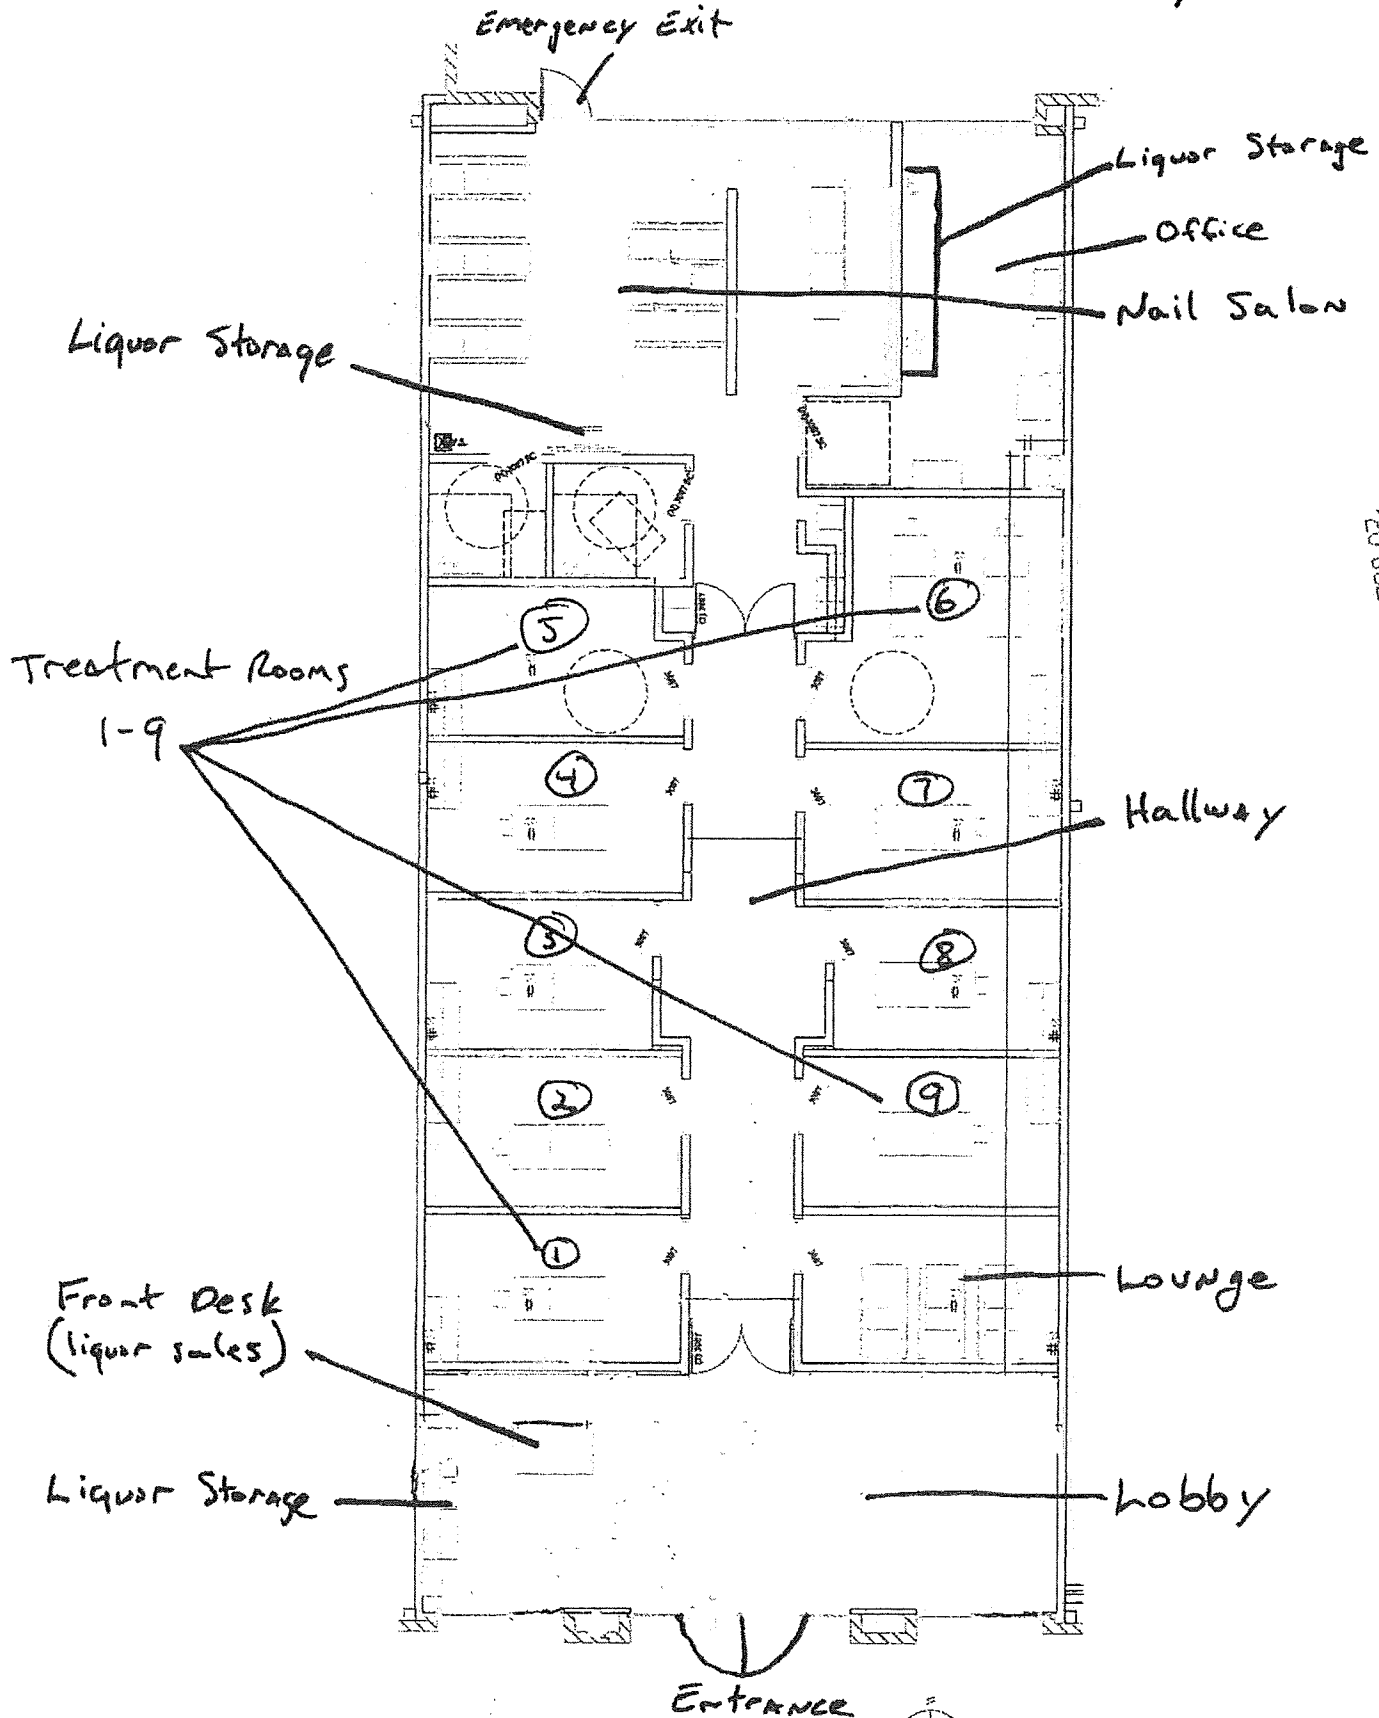 Emergency Exit
Liquor Storage
Office
Nail Salon
Liquor Storage
Treatment Rooms
1-9
5
6
4
7
Hallway
3
8
2
9
1
Lounge
Front Desk
(liquor sales)
Liquor Storage
Lobby
Entrance